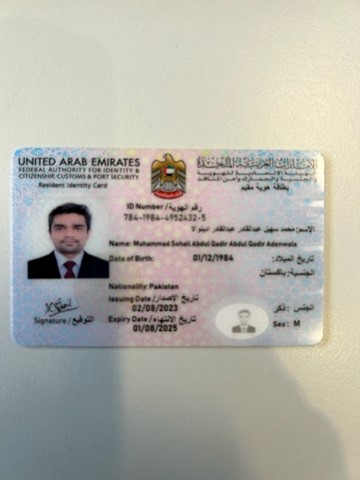 UNITED ARAB EMIRATES
FEDERAL AUTHORITY FOR IDENTITY &
CITIZENSHIP, CUSTOMS & PORT SECURITY
Resident Identity Card
الإمارات العربية المتحدة
الهيئة الاتحادية للهوية
والجنسية والجمارك وأمن المنافذ
بطاقة هوية مقيم
ID Number / رقم الهوية
784-1984-4952432-5
الإسم: محمد سهيل عبدالقادر عبدالقادر
Name: Muhammad Sohail Abdul Qadir Abdul Qadir Adenwala
Date of Birth: 01/12/1984 تاريخ الميلاد:
الجنسية: باكستان
Nationality: Pakistan
Issuing Date / تاريخ الإصدار
02/08/2023
Expiry Date / تاريخ الإنتهاء
01/08/2025
الجنس: ذكر
Sex: M
Signature / التوقيع